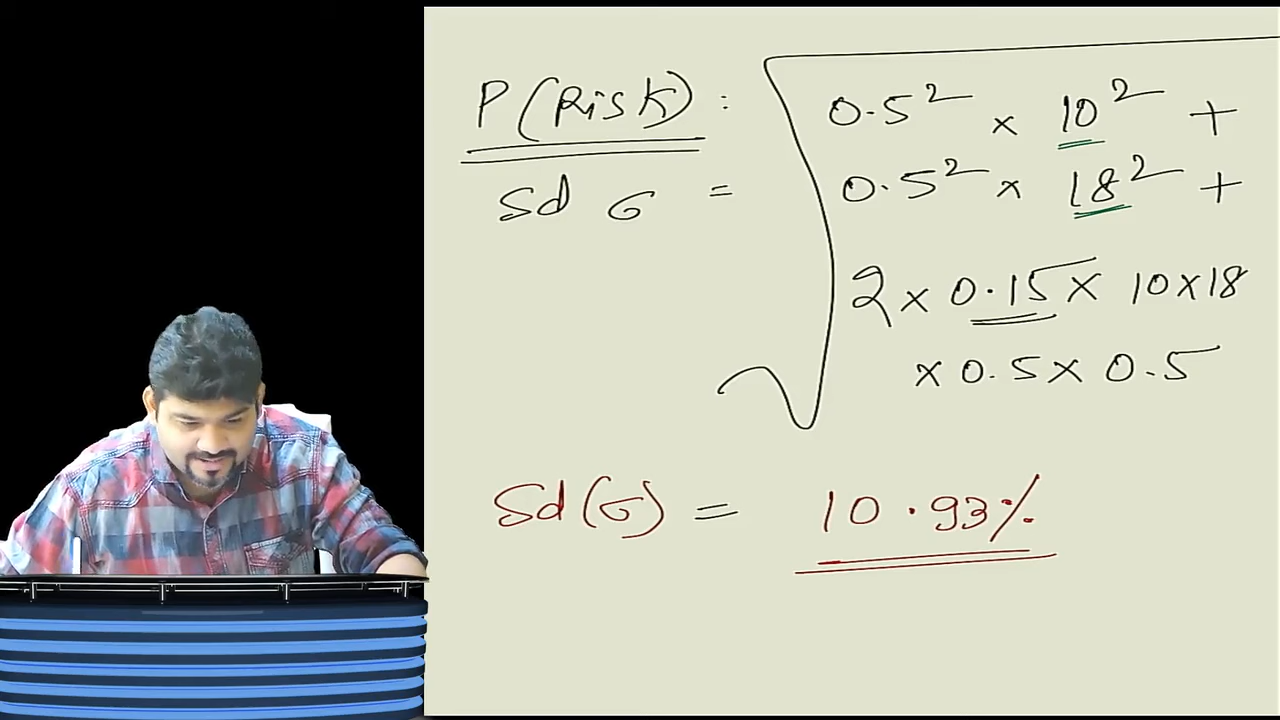 P(Risk) :
Sd σ =
0.5² × 10² +
0.5² × 18² +
2 × 0.15 × 10 × 18
× 0.5 × 0.5
Sd(σ) = 10.93%